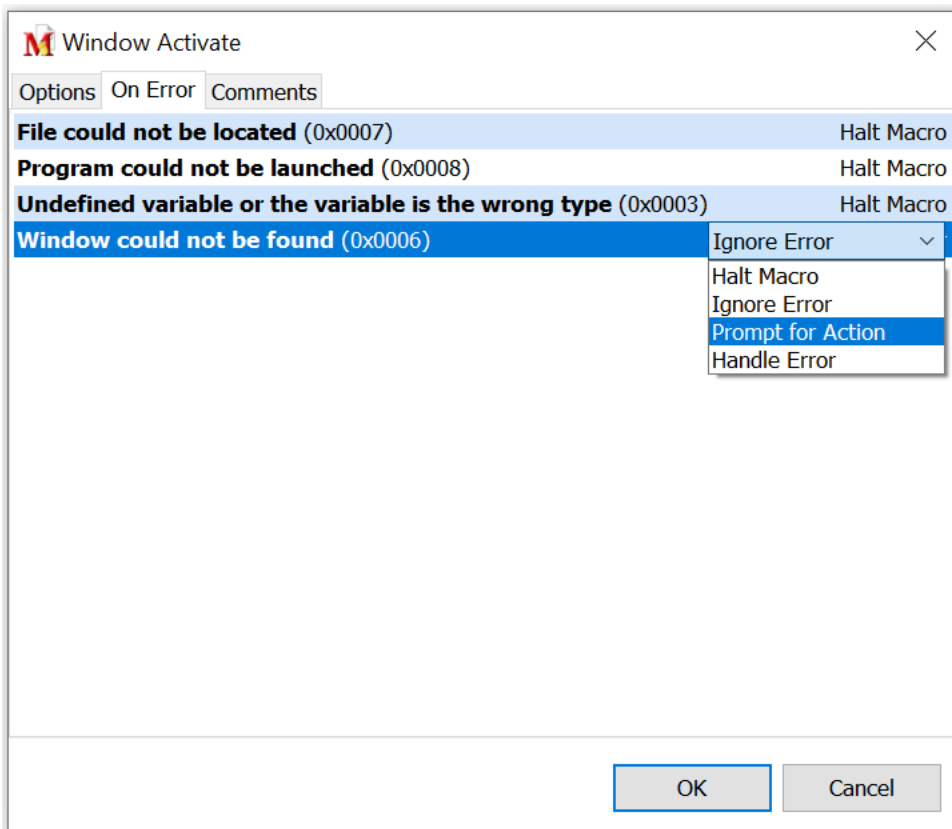 Window Activate
Options On Error Comments
File could not be located (0x0007) Halt Macro
Program could not be launched (0x0008) Halt Macro
Undefined variable or the variable is the wrong type (0x0003) Halt Macro
Window could not be found (0x0006) Ignore Error
Halt Macro
Ignore Error
Prompt for Action
Handle Error
OK Cancel